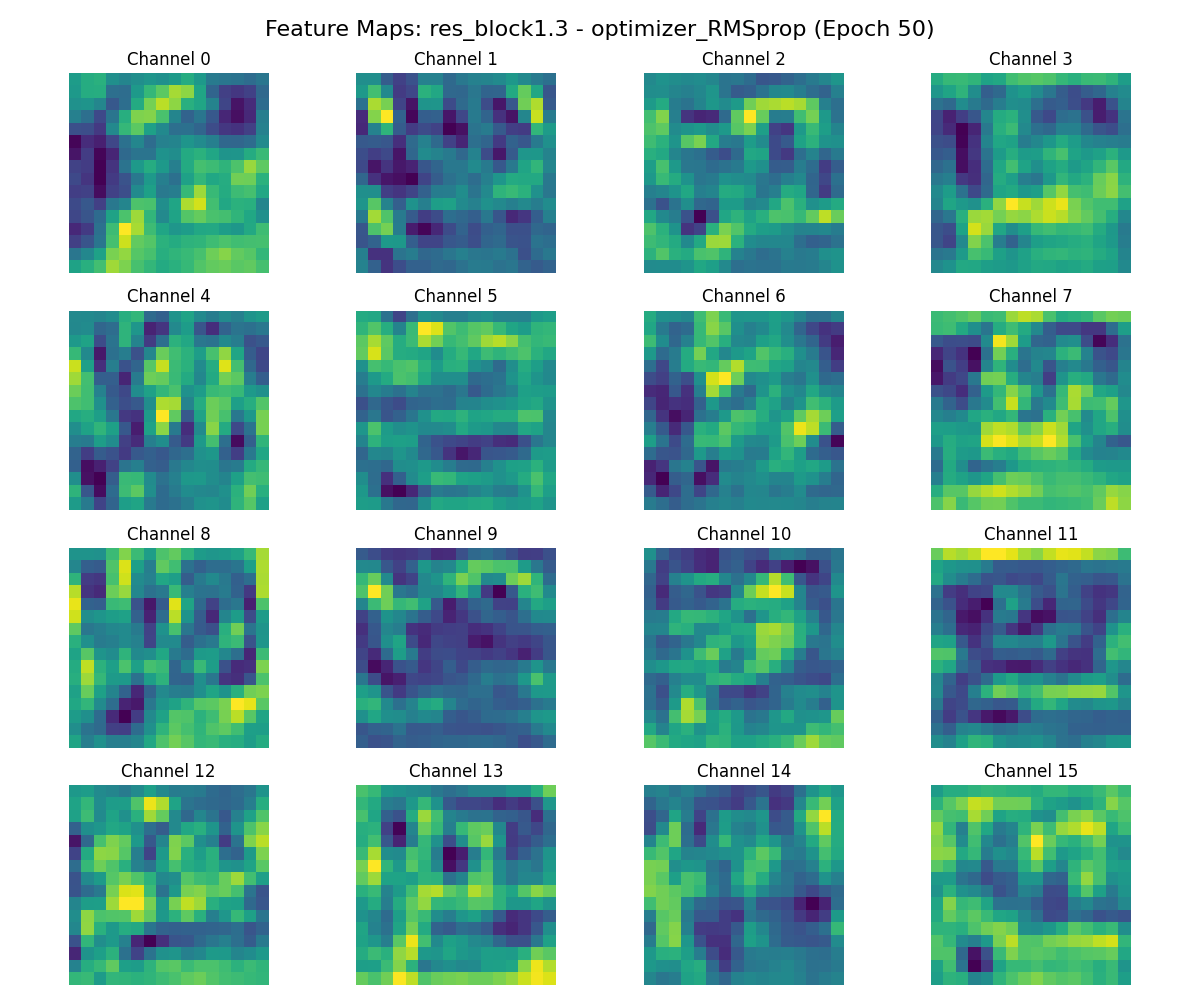 Feature Maps: res_block1.3 - optimizer_RMSprop (Epoch 50)
Channel 0 Channel 1 Channel 2 Channel 3
Channel 4 Channel 5 Channel 6 Channel 7
Channel 8 Channel 9 Channel 10 Channel 11
Channel 12 Channel 13 Channel 14 Channel 15